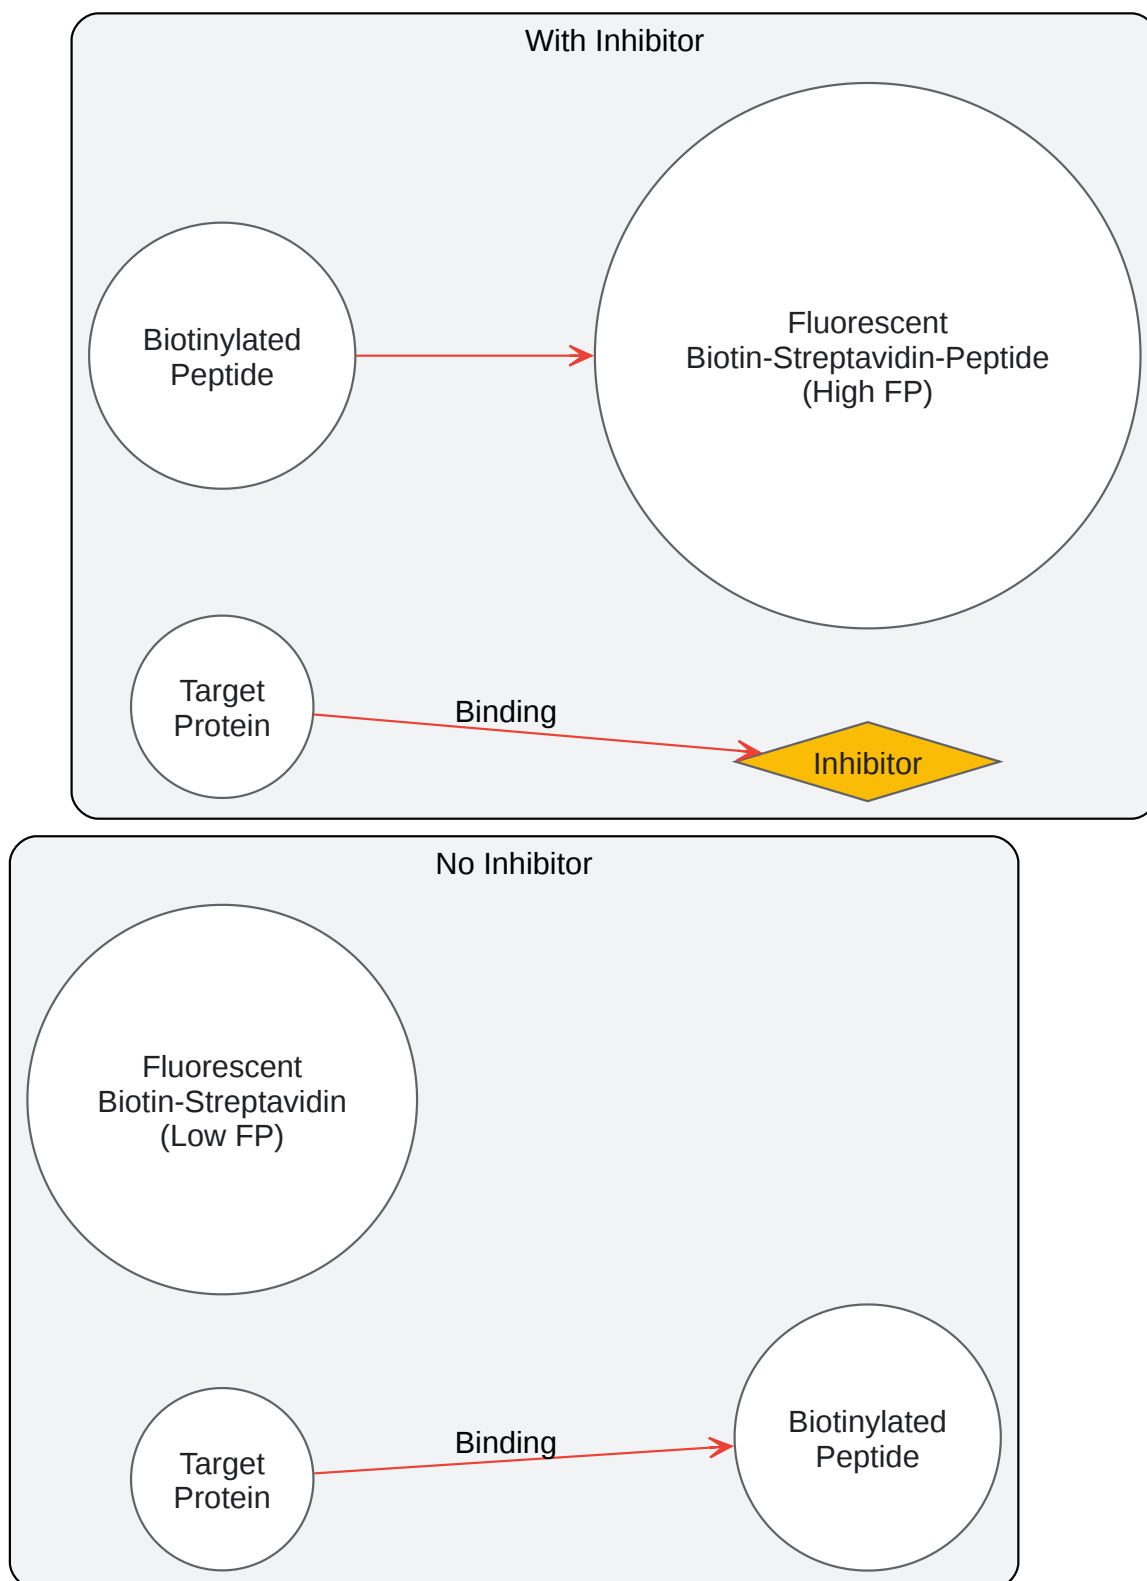 With Inhibitor
Biotinylated
Peptide
Fluorescent
Biotin-Streptavidin-Peptide
(High FP)
Target
Protein
Binding
Inhibitor
No Inhibitor
Fluorescent
Biotin-Streptavidin
(Low FP)
Target
Protein
Binding
Biotinylated
Peptide